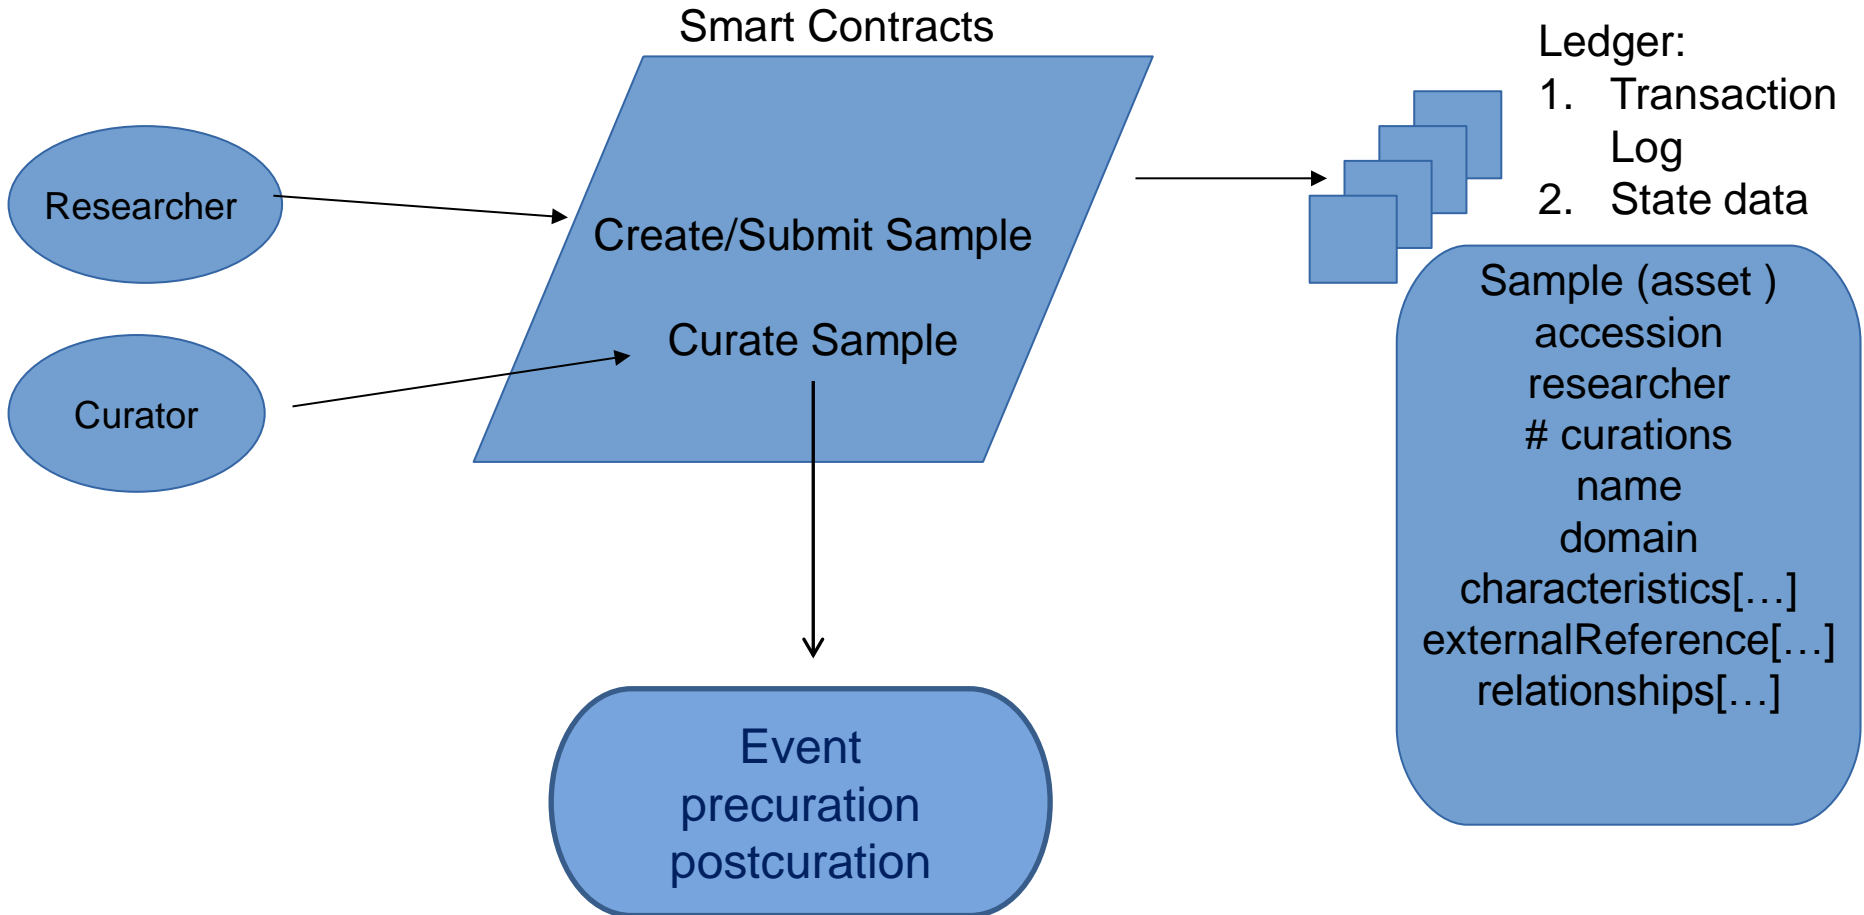 Smart Contracts
Researcher
Curator
Create/Submit Sample
Curate Sample
Event
precuration
postcuration
Ledger:
1. Transaction
Log
2. State data
Sample (asset )
accession
researcher
# curations
name
domain
characteristics[…]
externalReference[…]
relationships[…]